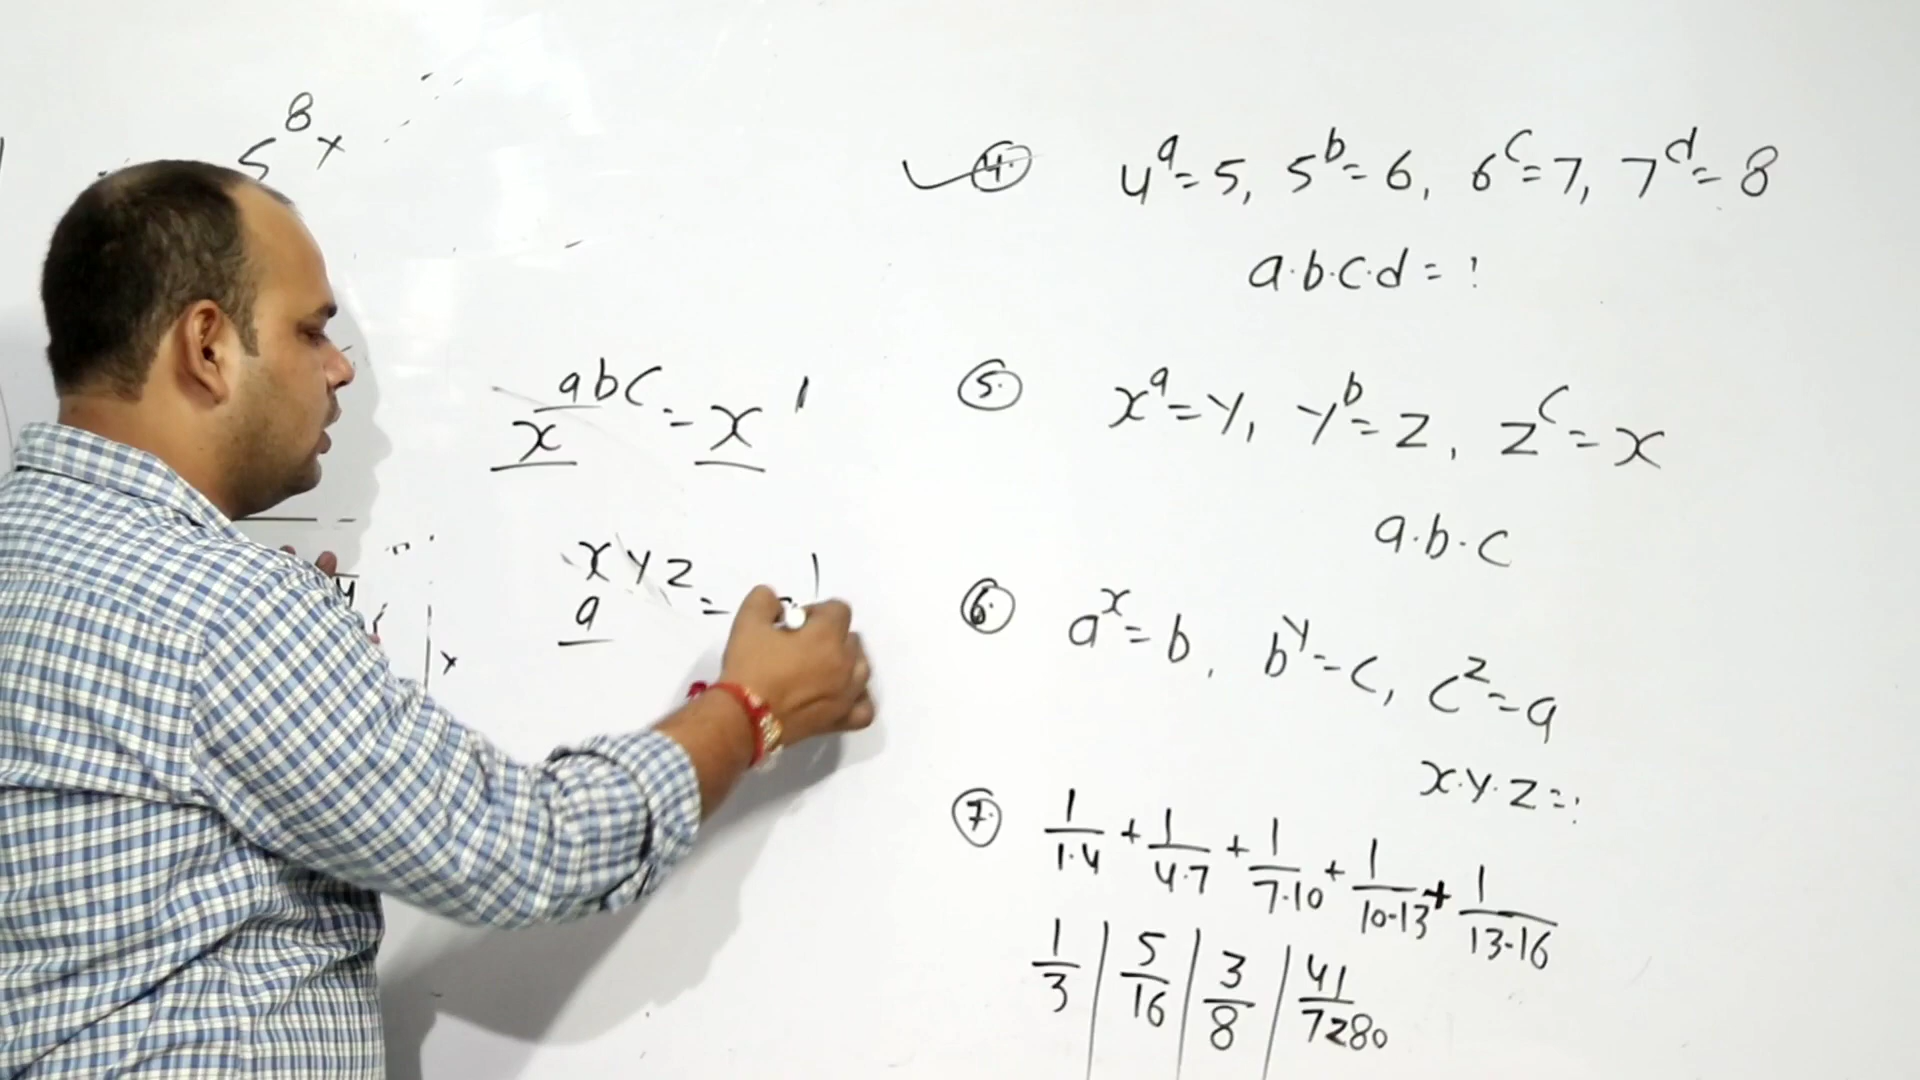 5⁸x
x^abc = x^1
a^xyz =
x
④ 4^a = 5, 5^b = 6, 6^c = 7, 7^d = 8
a·b·c·d = ?
⑤ x^a = y, y^b = z, z^c = x
a·b·c
⑥ a^x = b, b^y = c, c^z = a
x·y·z = ?
⑦ 1/1·4 + 1/4·7 + 1/7·10 + 1/10·13 + 1/13·16
1/3 | 5/16 | 3/8 | 41/7280